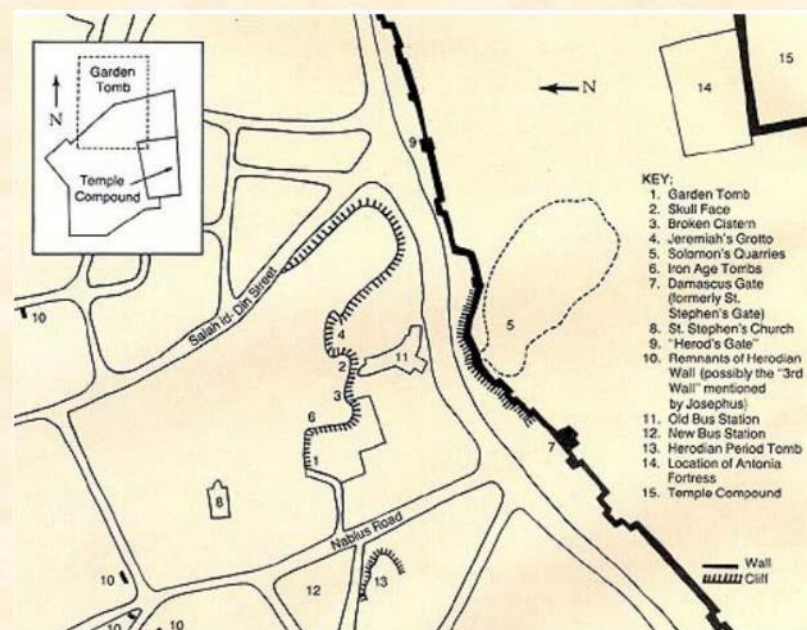 Garden
Tomb
N
Temple
Compound
N
15
14
9
KEY:
1. Garden Tomb
2. Skull Face
3. Broken Cistern
4. Jeremiah's Grotto
5. Solomon's Quarries
6. Iron Age Tombs
7. Damascus Gate
(formerly St.
Stephen's Gate)
8. St. Stephen's Church
9. "Herod's Gate"
10. Remnants of Herodian
Wall (possibly the "3rd
Wall" mentioned
by Josephus)
11. Old Bus Station
12. New Bus Station
13. Herodian Period Tomb
14. Location of Antonia
Fortress
15. Temple Compound
Wall
Cliff
10
Salah id-Din Street
4
2
11
5
3
6
1
7
8
Nablus Road
10
12
13
10
10